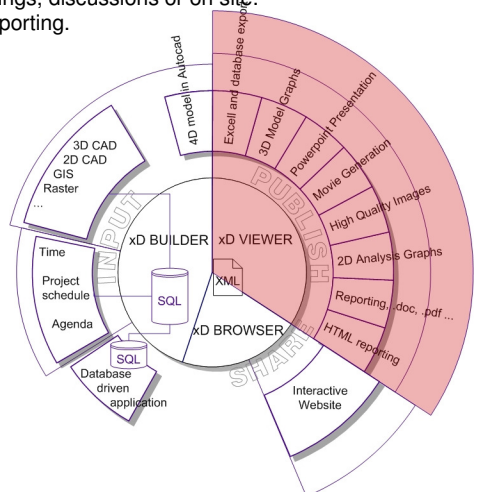 ings, discussions or on site.
porting.
4D model in Autocad
Excell and database export
3D Model Graphs
Powerpoint Presentation
Movie Generation
High Quality Images
2D Analysis Graphs
Reporting, .doc, .pdf ...
HTML reporting
3D CAD
2D CAD
GIS
Raster
...
INPUT
PUBLISH
SHARE
xD BUILDER
xD VIEWER
XML
SQL
xD BROWSER
Time
Project
schedule
Agenda
SQL
Database
driven
application
Interactive
Website